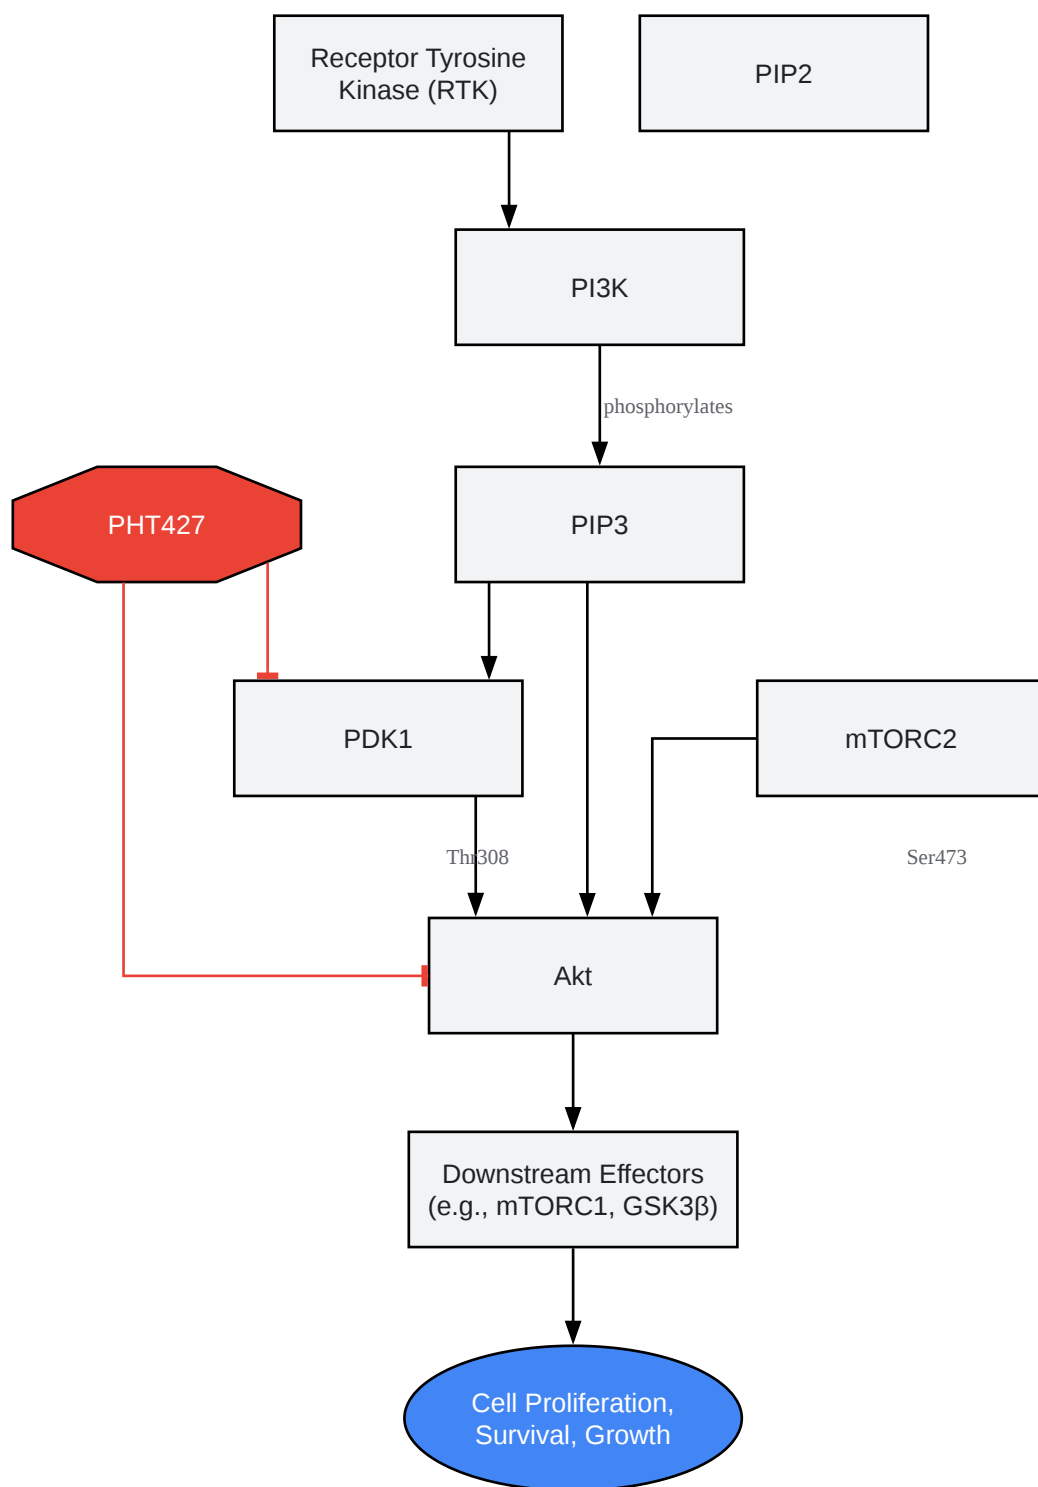 Receptor Tyrosine
Kinase (RTK)
PIP2
PI3K
phosphorylates
PHT427
PIP3
PDK1
mTORC2
Thr308
Ser473
Akt
Downstream Effectors
(e.g., mTORC1, GSK3β)
Cell Proliferation,
Survival, Growth